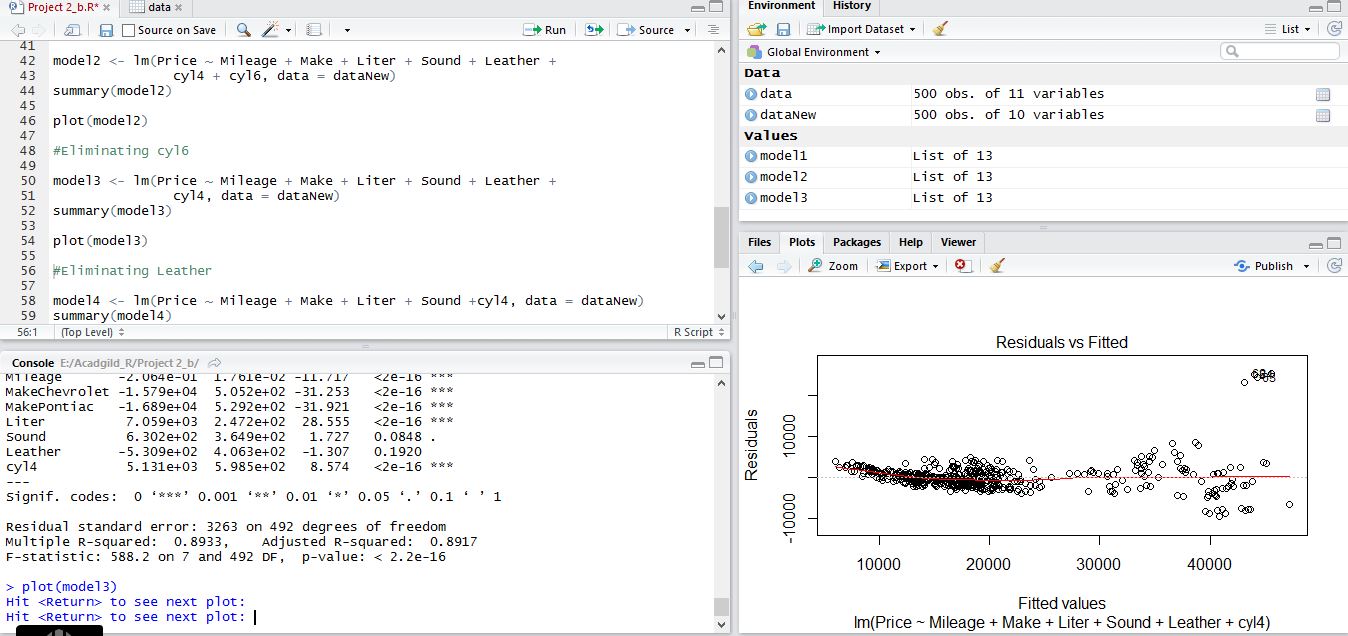 Project 2_b.R*
data
Source on Save
Run
Source
41
42 model2 <- lm(Price ~ Mileage + Make + Liter + Sound + Leather +
43 cyl4 + cyl6, data = dataNew)
44 summary(model2)
45
46 plot(model2)
47
48 #Eliminating cyl6
49
50 model3 <- lm(Price ~ Mileage + Make + Liter + Sound + Leather +
51 cyl4, data = dataNew)
52 summary(model3)
53
54 plot(model3)
55
56 #Eliminating Leather
57
58 model4 <- lm(Price ~ Mileage + Make + Liter + Sound +cyl4, data = dataNew)
59 summary(model4)
56:1 (Top Level) R Script
Console E:/Acadgild_R/Project 2_b/
Mileage -2.064e-01 1.761e-02 -11.717 <2e-16 ***
MakeChevrolet -1.579e+04 5.052e+02 -31.253 <2e-16 ***
MakePontiac -1.689e+04 5.292e+02 -31.921 <2e-16 ***
Liter 7.059e+03 2.472e+02 28.555 <2e-16 ***
Sound 6.302e+02 3.649e+02 1.727 0.0848 .
Leather -5.309e+02 4.063e+02 -1.307 0.1920
cyl4 5.131e+03 5.985e+02 8.574 <2e-16 ***
---
Signif. codes: 0 ‘***’ 0.001 ‘**’ 0.01 ‘*’ 0.05 ‘.’ 0.1 ‘ ’ 1
Residual standard error: 3263 on 492 degrees of freedom
Multiple R-squared: 0.8933, Adjusted R-squared: 0.8917
F-statistic: 588.2 on 7 and 492 DF, p-value: < 2.2e-16
> plot(model3)
Hit <Return> to see next plot:
Hit <Return> to see next plot:
Environment History
Import Dataset List
Global Environment
Data
data 500 obs. of 11 variables
dataNew 500 obs. of 10 variables
Values
model1 List of 13
model2 List of 13
model3 List of 13
Files Plots Packages Help Viewer
Zoom Export Publish
Residuals vs Fitted
Residuals
10000
-10000
10000 20000 30000 40000
Fitted values
lm(Price ~ Mileage + Make + Liter + Sound + Leather + cyl4)